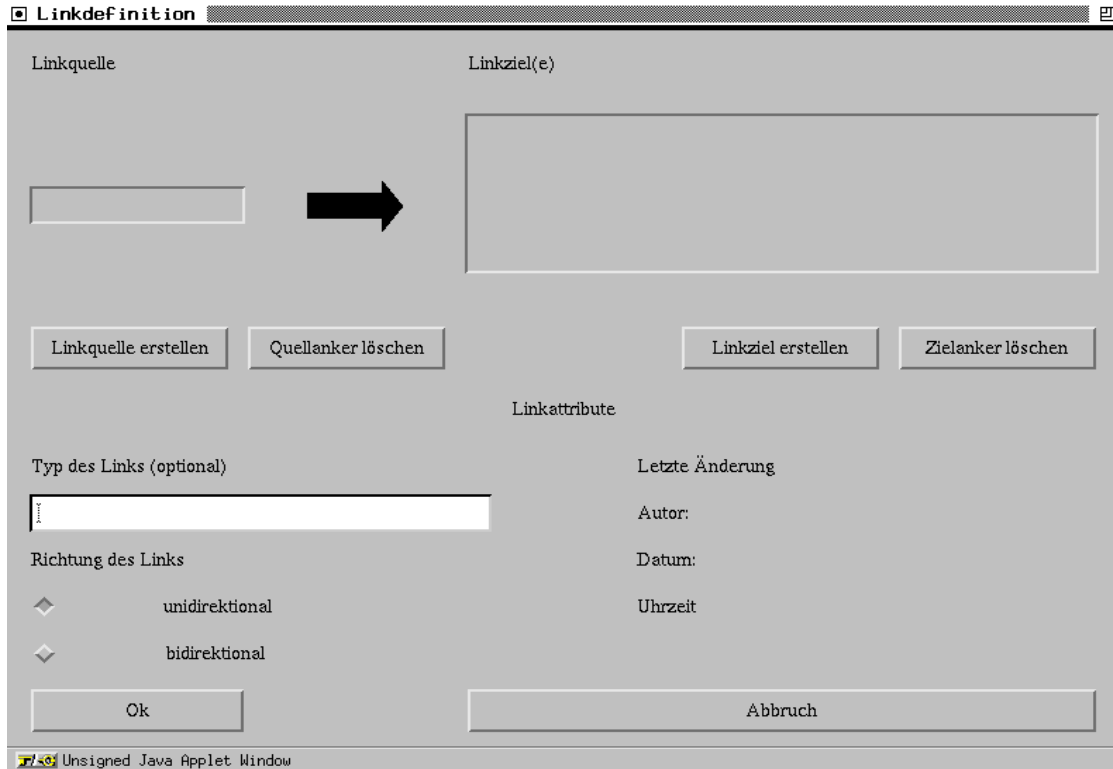 Linkdefinition
Linkquelle Linkziel(e)
Linkquelle erstellen Quellanker löschen Linkziel erstellen Zielanker löschen
Linkattribute
Typ des Links (optional) Letzte Änderung
Autor:
Richtung des Links Datum:
unidirektional Uhrzeit
bidirektional
Ok Abbruch
Unsigned Java Applet Window